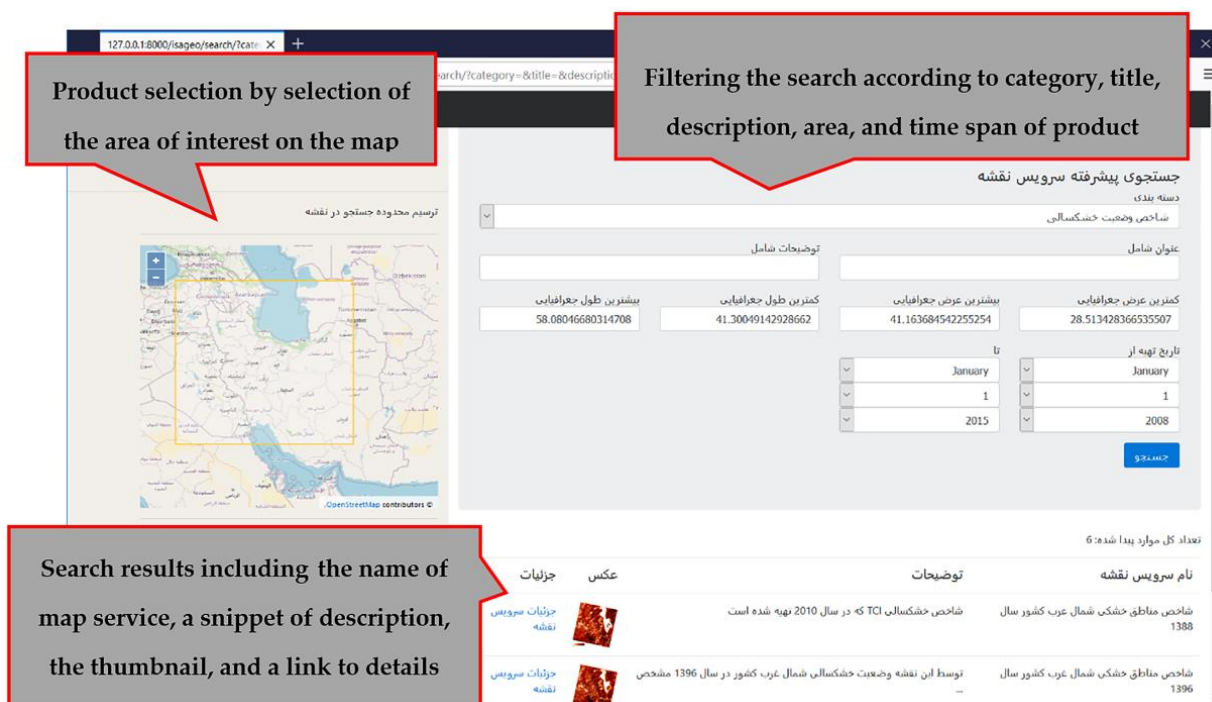 127.0.0.1:8000/isageo/search/?cate
arch/?category=&title=&descriptio
Product selection by selection of
the area of interest on the map
Filtering the search according to category, title,
description, area, and time span of product
جستجوی پیشرفته سرویس نقشه
دسته بندی
شاخص وضعیت خشکسالی
عنوان شامل
توضیحات شامل
کمترین عرض جغرافیایی
بیشترین عرض جغرافیایی
کمترین طول جغرافیایی
بیشترین طول جغرافیایی
28.513428366535507
41.163684542255254
41.30049142928662
58.08046680314708
تاریخ تهیه از
تا
January
January
1
1
2008
2015
جستجو
ترسیم محدوده جستجو در نقشه
+
−
.OpenStreetMap contributors ©
تعداد کل موارد پیدا شده: 6
نام سرویس نقشه
توضیحات
عکس
جزئیات
شاخص مناطق خشکی شمال غرب کشور سال
1388
شاخص خشکسالی TCI که در سال 2010 تهیه شده است
جزئیات سرویس
نقشه
شاخص مناطق خشکی شمال غرب کشور سال
1396
توسط این نقشه وضعیت خشکسالی شمال غرب کشور در سال 1396 مشخص
...
جزئیات سرویس
نقشه
Search results including the name of
map service, a snippet of description,
the thumbnail, and a link to details